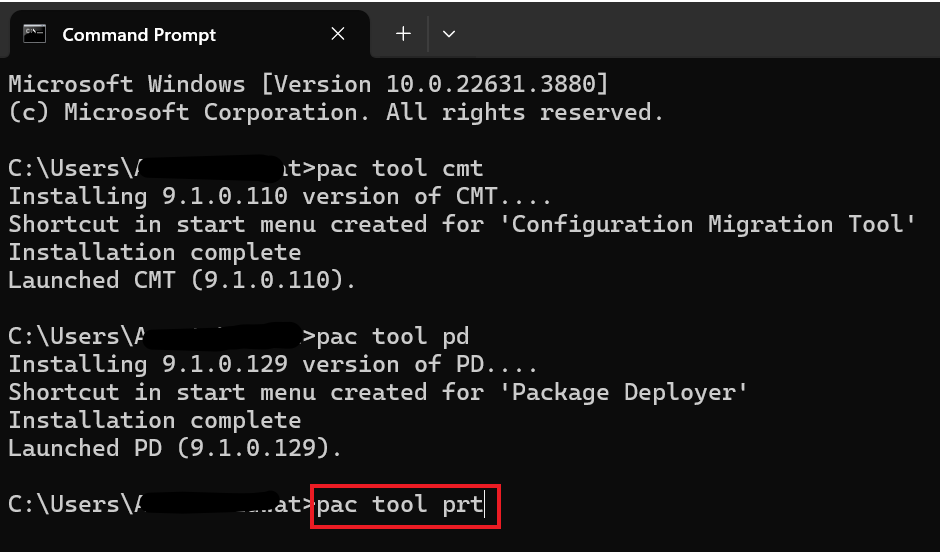 Command Prompt
Microsoft Windows [Version 10.0.22631.3880]
(c) Microsoft Corporation. All rights reserved.
C:\Users\ at>pac tool cmt
Installing 9.1.0.110 version of CMT....
Shortcut in start menu created for 'Configuration Migration Tool'
Installation complete
Launched CMT (9.1.0.110).
C:\Users\ >pac tool pd
Installing 9.1.0.129 version of PD....
Shortcut in start menu created for 'Package Deployer'
Installation complete
Launched PD (9.1.0.129).
C:\Users\ at>pac tool prt